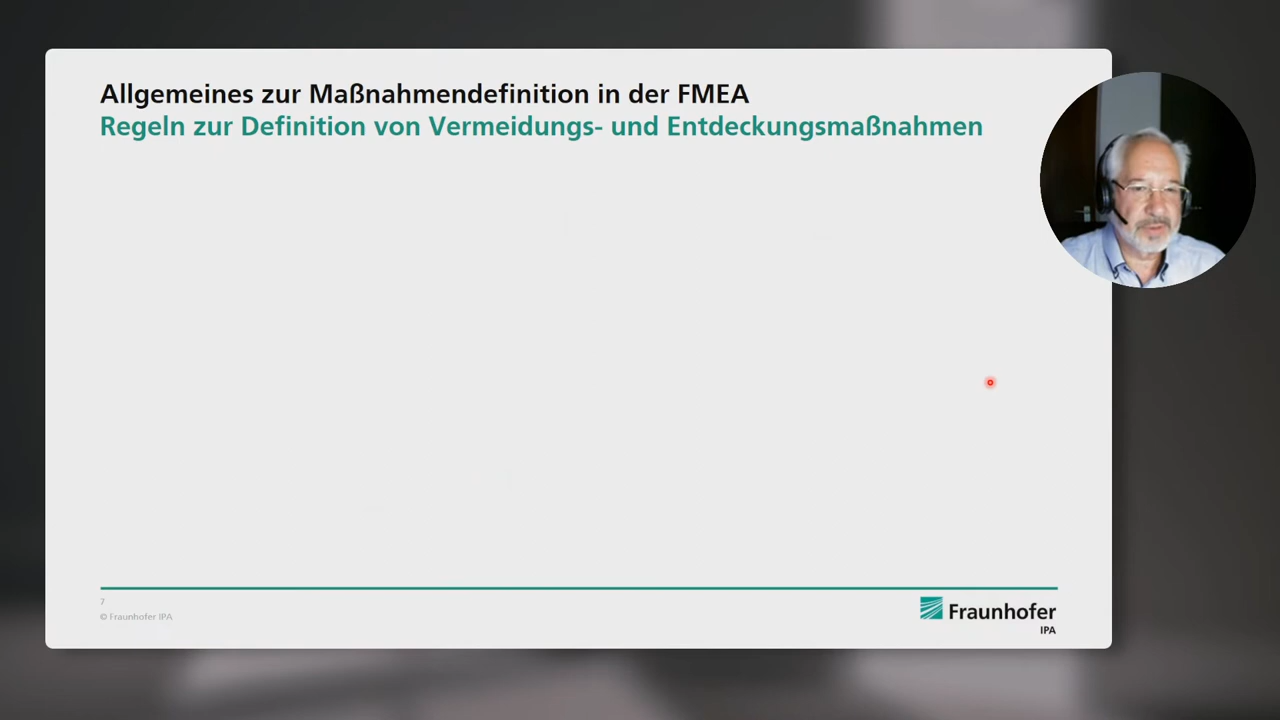 Allgemeines zur Maßnahmendefinition in der FMEA
Regeln zur Definition von Vermeidungs- und Entdeckungsmaßnahmen
7
© Fraunhofer IPA
Fraunhofer
IPA